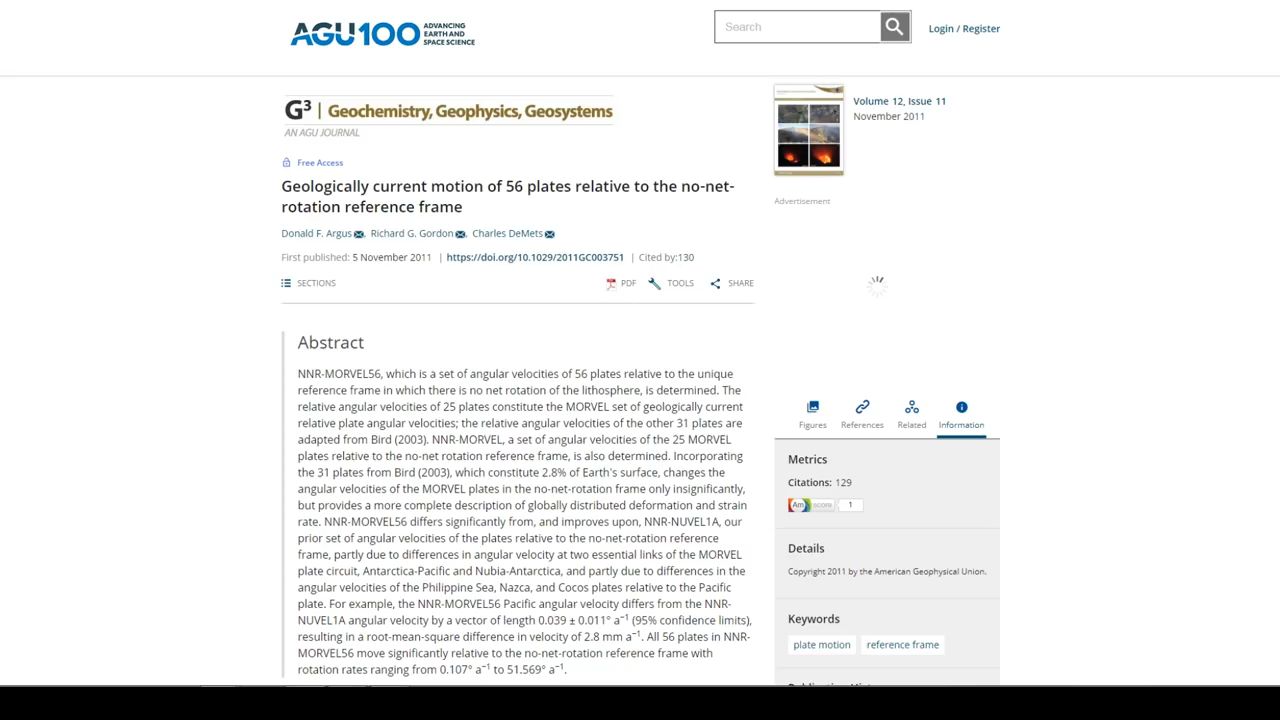 AGU100 ADVANCING EARTH AND SPACE SCIENCE
Search
Login / Register
G³ | Geochemistry, Geophysics, Geosystems
AN AGU JOURNAL
Free Access
Geologically current motion of 56 plates relative to the no-net-
rotation reference frame
Donald F. Argus, Richard G. Gordon, Charles DeMets
First published: 5 November 2011 | https://doi.org/10.1029/2011GC003751 | Cited by:130
SECTIONS
PDF TOOLS SHARE
Abstract
NNR-MORVEL56, which is a set of angular velocities of 56 plates relative to the unique
reference frame in which there is no net rotation of the lithosphere, is determined. The
relative angular velocities of 25 plates constitute the MORVEL set of geologically current
relative plate angular velocities; the relative angular velocities of the other 31 plates are
adapted from Bird (2003). NNR-MORVEL, a set of angular velocities of the 25 MORVEL
plates relative to the no-net rotation reference frame, is also determined. Incorporating
the 31 plates from Bird (2003), which constitute 2.8% of Earth's surface, changes the
angular velocities of the MORVEL plates in the no-net-rotation frame only insignificantly,
but provides a more complete description of globally distributed deformation and strain
rate. NNR-MORVEL56 differs significantly from, and improves upon, NNR-NUVEL1A, our
prior set of angular velocities of the plates relative to the no-net-rotation reference
frame, partly due to differences in angular velocity at two essential links of the MORVEL
plate circuit, Antarctica-Pacific and Nubia-Antarctica, and partly due to differences in the
angular velocities of the Philippine Sea, Nazca, and Cocos plates relative to the Pacific
plate. For example, the NNR-MORVEL56 Pacific angular velocity differs from the NNR-
NUVEL1A angular velocity by a vector of length 0.039 ± 0.011° a⁻¹ (95% confidence limits),
resulting in a root-mean-square difference in velocity of 2.8 mm a⁻¹. All 56 plates in NNR-
MORVEL56 move significantly relative to the no-net-rotation reference frame with
rotation rates ranging from 0.107° a⁻¹ to 51.569° a⁻¹.
Volume 12, Issue 11
November 2011
Advertisement
Figures References Related Information
Metrics
Citations: 129
Am SCORE 1
Details
Copyright 2011 by the American Geophysical Union.
Keywords
plate motion reference frame